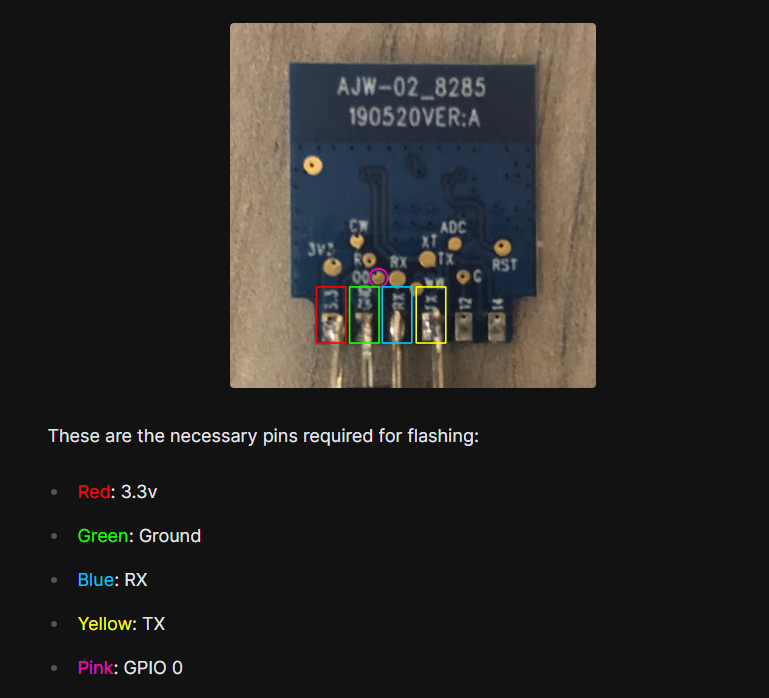 AJW-02_8285
190520VER:A
CW
ADC
XT
3V3
R
RX
TX
RST
00
C
3.3
RX
TX
12
14
These are the necessary pins required for flashing:
Red: 3.3v
Green: Ground
Blue: RX
Yellow: TX
Pink: GPIO 0